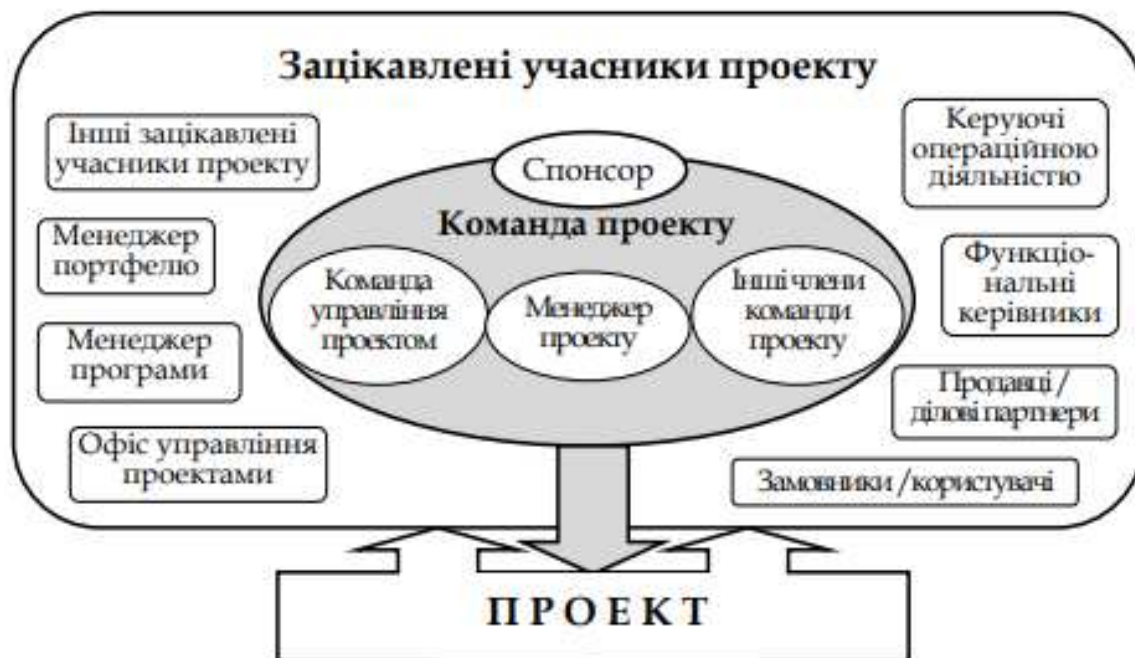 Зацікавлені учасники проекту
Інші зацікавлені
учасники проекту
Менеджер
портфелю
Менеджер
програми
Офіс управління
проектами
Спонсор
Команда проекту
Команда
управління
проектом
Менеджер
проекту
Інші члени
команди
проекту
Керуючі
операційною
діяльністю
Функціо-
нальні
керівники
Продавці /
ділові партнери
Замовники / користувачі
ПРОЕКТ